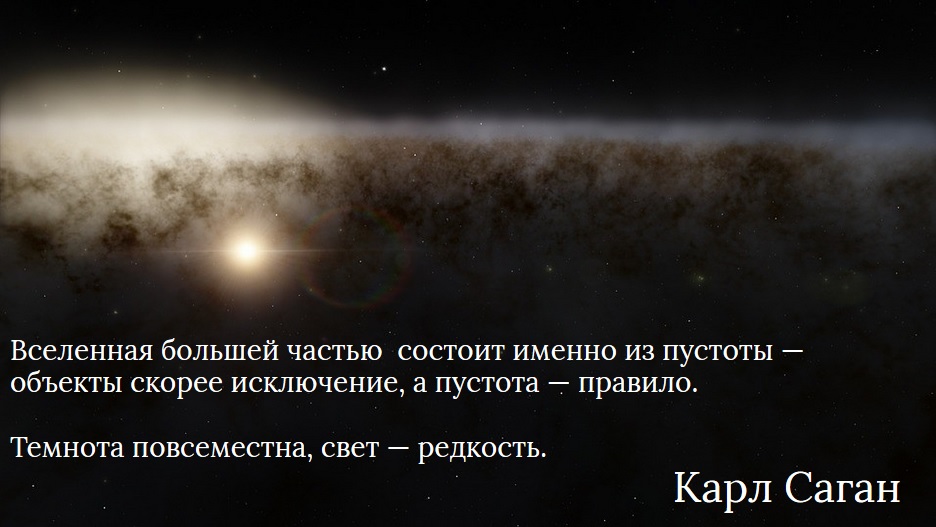 Вселенная большей частью  состоит именно из пустоты —
объекты скорее исключение, а пустота — правило.
Темнота повсеместна, свет — редкость.
Карл Саган